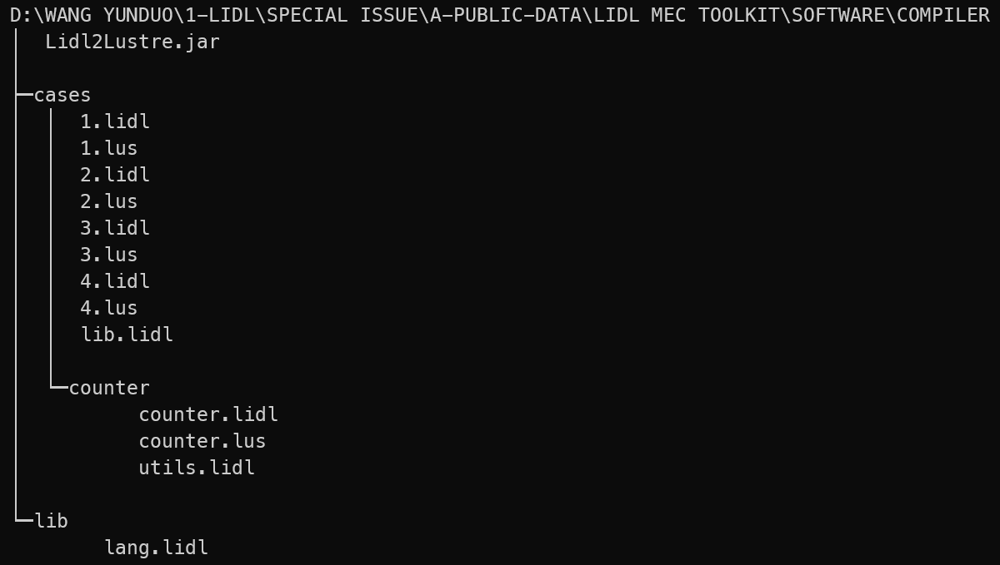 D:\WANG YUNDUO\1-LIDL\SPECIAL ISSUE\A-PUBLIC-DATA\LIDL MEC TOOLKIT\SOFTWARE\COMPILER
Lidl2Lustre.jar
cases
1.lidl
1.lus
2.lidl
2.lus
3.lidl
3.lus
4.lidl
4.lus
lib.lidl
counter
counter.lidl
counter.lus
utils.lidl
lib
lang.lidl